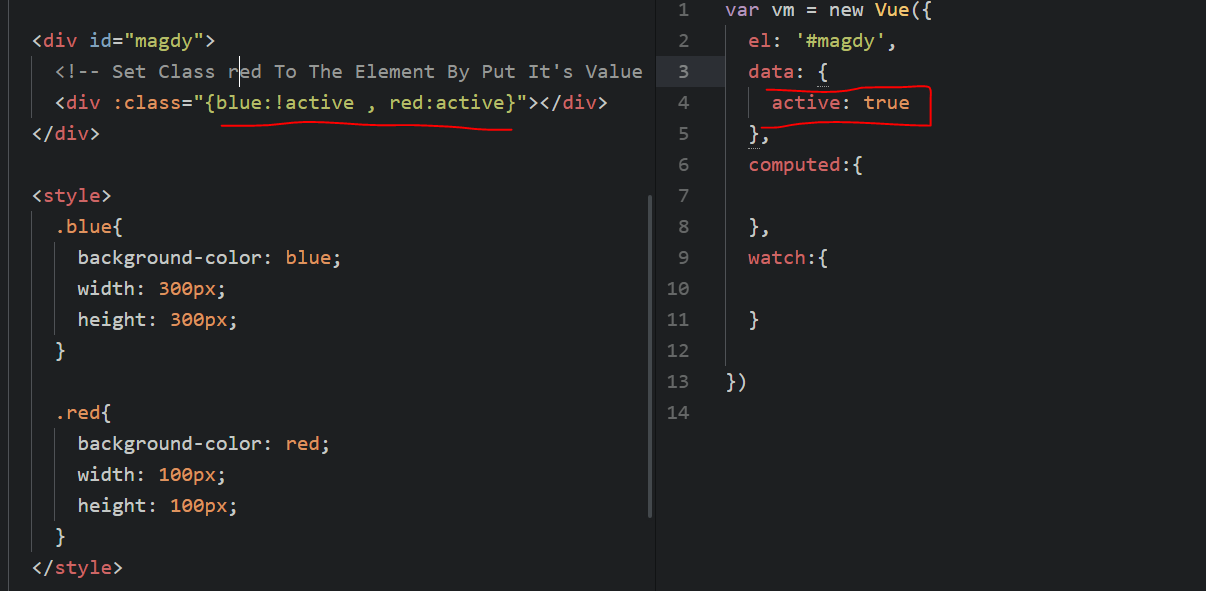 <div id="magdy">
<!-- Set Class red To The Element By Put It's Value
<div :class="{blue:!active , red:active}"></div>
</div>
<style>
.blue{
background-color: blue;
width: 300px;
height: 300px;
}
.red{
background-color: red;
width: 100px;
height: 100px;
}
</style>
1 var vm = new Vue({
2 el: '#magdy',
3 data: {
4 active: true
5 },
6 computed:{
7
8 },
9 watch:{
10
11 }
12
13 })
14